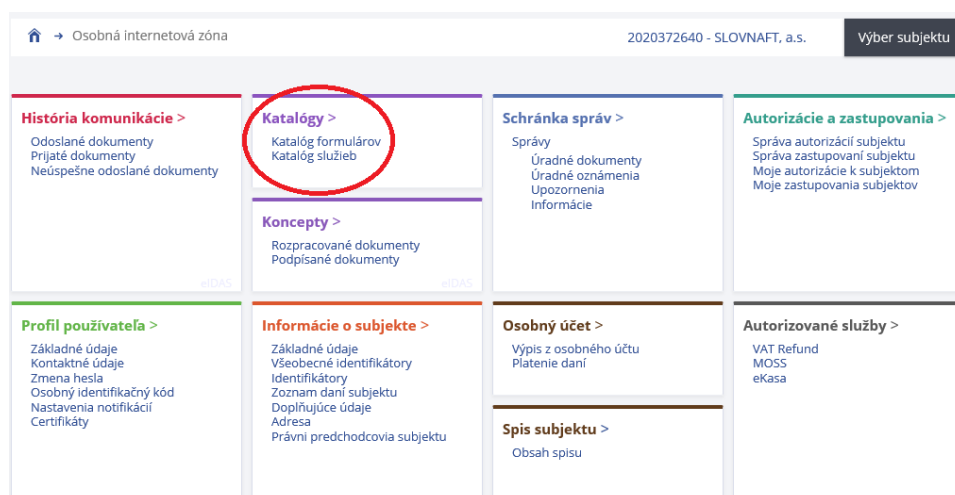 Osobná internetová zóna
2020372640 - SLOVNAFT, a.s.
Výber subjektu
História komunikácie >
Odoslané dokumenty
Prijaté dokumenty
Neúspešne odoslané dokumenty
eIDAS
Katalógy >
Katalóg formulárov
Katalóg služieb
Koncepty >
Rozpracované dokumenty
Podpísané dokumenty
eIDAS
Schránka správ >
Správy
Úradné dokumenty
Úradné oznámenia
Upozornenia
Informácie
Autorizácie a zastupovania >
Správa autorizácií subjektu
Správa zastupovaní subjektu
Moje autorizácie k subjektom
Moje zastupovania subjektov
Profil používateľa >
Základné údaje
Kontaktné údaje
Zmena hesla
Osobný identifikačný kód
Nastavenia notifikácií
Certifikáty
Informácie o subjekte >
Základné údaje
Všeobecné identifikátory
Identifikátory
Zoznam daní subjektu
Doplňujúce údaje
Adresa
Právni predchodcovia subjektu
Osobný účet >
Výpis z osobného účtu
Platenie daní
Spis subjektu >
Obsah spisu
Autorizované služby >
VAT Refund
MOSS
eKasa